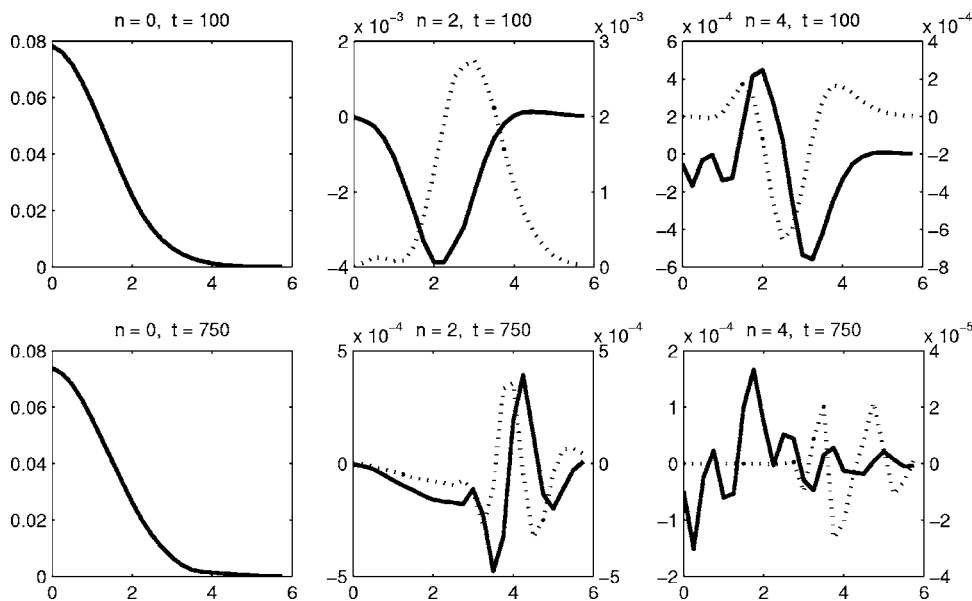 n = 0, t = 100
0.08
0.06
0.04
0.02
0
0 2 4 6
x 10⁻³ n = 2, t = 100 x 10⁻³
2 3
0 2
-2 1
-4 0
0 2 4 6
x 10⁻⁴ n = 4, t = 100 x 10⁻⁴
6 4
4 2
2 0
0 -2
-2 -4
-4 -6
-6 -8
0 2 4 6
n = 0, t = 750
0.08
0.06
0.04
0.02
0
0 2 4 6
x 10⁻⁴ n = 2, t = 750 x 10⁻⁴
5 5
0 0
-5 -5
0 2 4 6
x 10⁻⁴ n = 4, t = 750 x 10⁻⁵
2 4
1 2
0 0
-1 -2
-2 -4
0 2 4 6